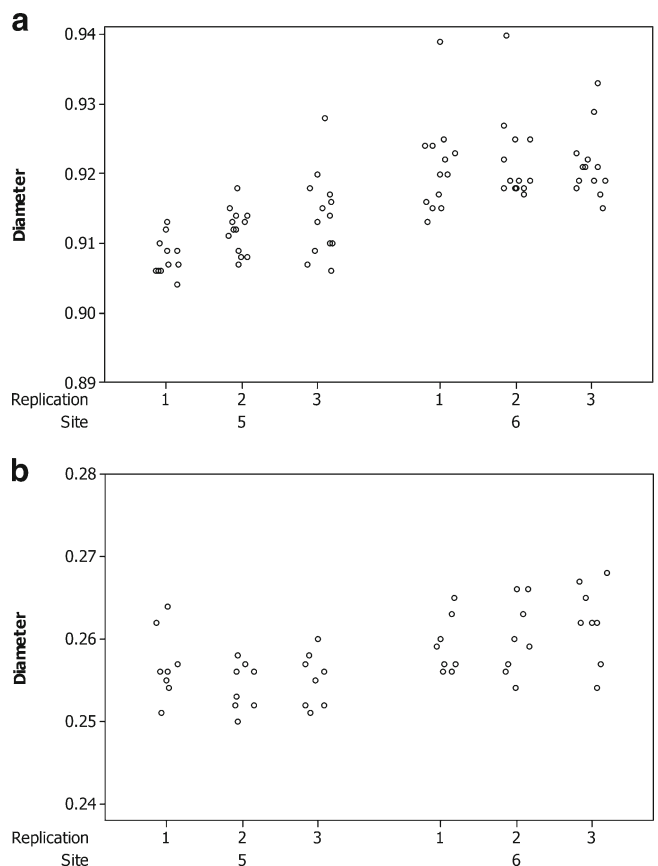 a
0.94
0.93
0.92
0.91
0.90
0.89
Diameter
Replication 1 2 3 1 2 3
Site 5 6
b
0.28
0.27
0.26
0.25
0.24
Diameter
Replication 1 2 3 1 2 3
Site 5 6